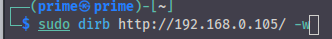 ┌──(prime㉿prime)-[~]
└─$ sudo dirb http://192.168.0.105/ -w